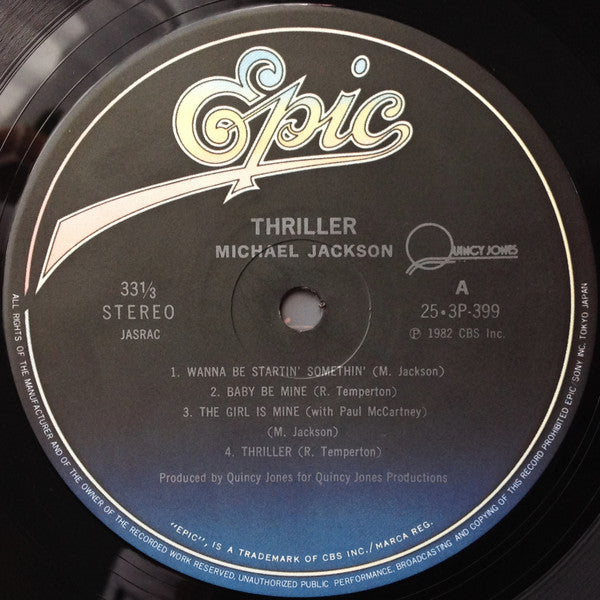 Epic
THRILLER
MICHAEL JACKSON
QUINCY JONES
33⅓
STEREO
JASRAC
A
25・3P-399
Ⓟ 1982 CBS Inc.
1. WANNA BE STARTIN' SOMETHIN' (M. Jackson)
2. BABY BE MINE (R. Temperton)
3. THE GIRL IS MINE (with Paul McCartney)
(M. Jackson)
4. THRILLER (R. Temperton)
Produced by Quincy Jones for Quincy Jones Productions
"EPIC", IS A TRADEMARK OF CBS INC./MARCA REG.
ALL RIGHTS OF THE MANUFACTURER AND OF THE OWNER OF THE RECORDED WORK RESERVED. UNAUTHORIZED PUBLIC PERFORMANCE, BROADCASTING AND COPYING OF THIS RECORD PROHIBITED EPIC/SONY INC. TOKYO JAPAN